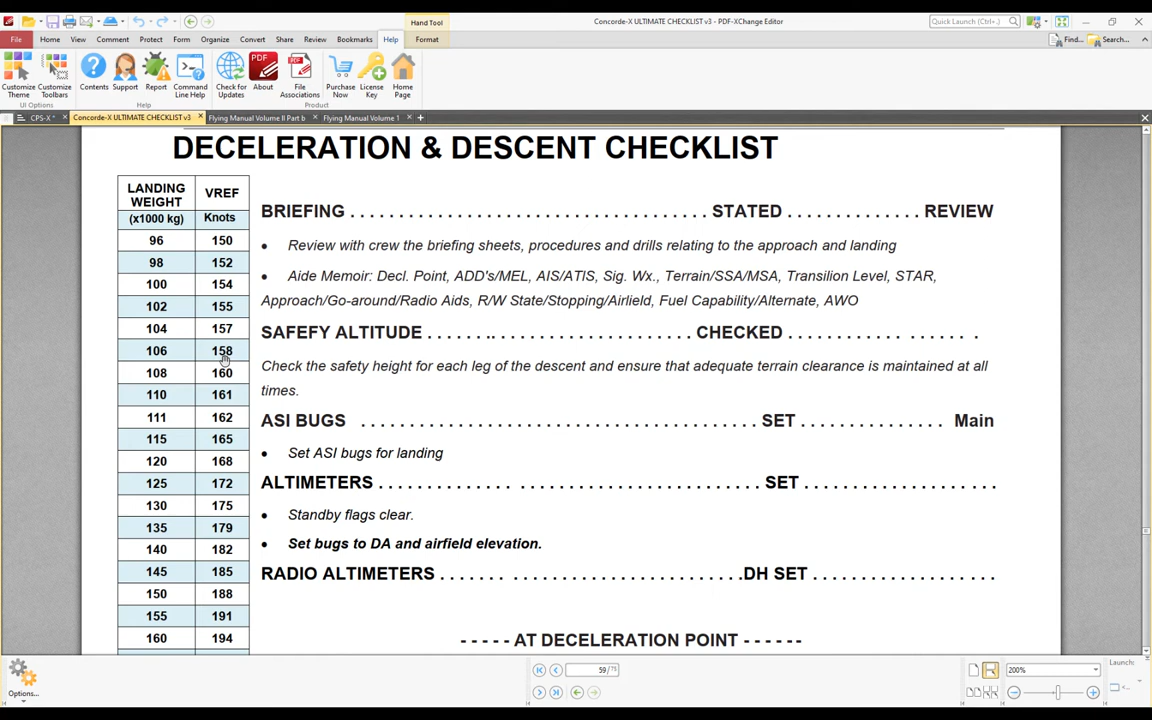 Hand Tool
Concorde-X ULTIMATE CHECKLIST v3 - PDF-XChange Editor
Quick Launch (Ctrl+.)
File Home View Comment Protect Form Organize Convert Share Review Bookmarks Help Format
Find... Search...
Customize Theme
Customize Toolbars
Contents
Support
Report
Command Line Help
Check for Updates
About
File Associations
Purchase Now
License Key
Home Page
UI Options Help Product
CPS-X * Concorde-X ULTIMATE CHECKLIST v3 Flying Manual Volume II Part b Flying Manual Volume 1
DECELERATION & DESCENT CHECKLIST
LANDING WEIGHT VREF
(x1000 kg) Knots
96 150
98 152
100 154
102 155
104 157
106 158
108 160
110 161
111 162
115 165
120 168
125 172
130 175
135 179
140 182
145 185
150 188
155 191
160 194
BRIEFING . . . . . . . . . . . . . . . . . . . . . . . . . . . . . . . . . . . . STATED . . . . . . . . . . . . . REVIEW
• Review with crew the briefing sheets, procedures and drills relating to the approach and landing
• Aide Memoir: Decl. Point, ADD's/MEL, AIS/ATIS, Sig. Wx., Terrain/SSA/MSA, Transilion Level, STAR,
Approach/Go-around/Radio Aids, R/W State/Stopping/Airlield, Fuel Capability/Alternate, AWO
SAFEFY ALTITUDE . . . . . . .. . . . . . . . . . . . . . . . . . . . CHECKED . . . . . . . . . . . . . .
Check the safety height for each leg of the descent and ensure that adequate terrain clearance is maintained at all
times.
ASI BUGS . . . . . . . . . . . . . . . . . . . . . . . . . . . . . . . . . . . . . . . . SET . . . . . . . . . . . . . . . Main
• Set ASI bugs for landing
ALTIMETERS . . . . . . . . . . . . . . . . . . . . . . . . . . . . . . . . . . . . . . . SET . . . . . . . . . . . . . . . . . . . .
• Standby flags clear.
• Set bugs to DA and airfield elevation.
RADIO ALTIMETERS . . . . . . . . . . . . . . . . . . . . . . . . . . . . . . .DH SET . . . . . . . . . . . . . . . . . . .
- - - - - AT DECELERATION POINT - - - - - -
Options...
59 / 75
200%
Launch: